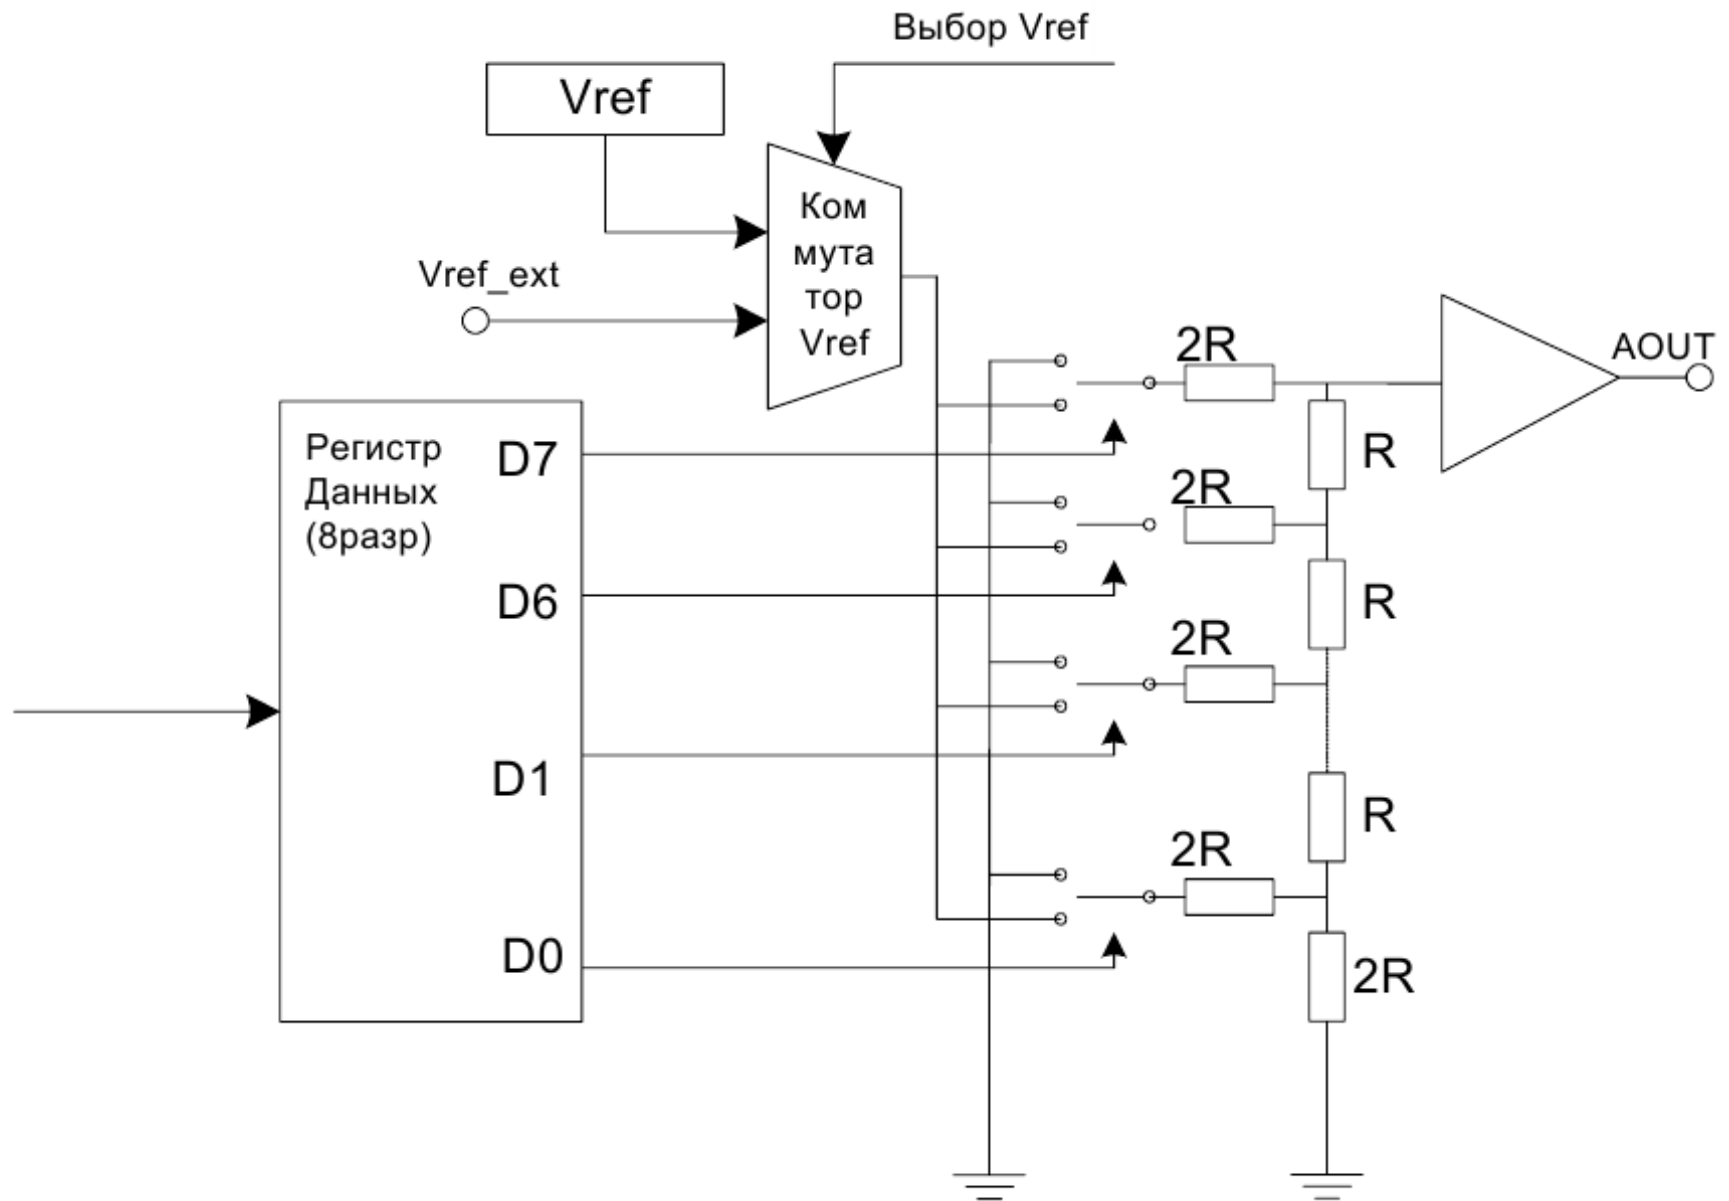 Выбор Vref
Vref
Ком
мута
тор
Vref
Vref_ext
2R
AOUT
Регистр
Данных
(8разр)
D7
R
2R
D6
R
2R
D1
R
2R
D0
2R